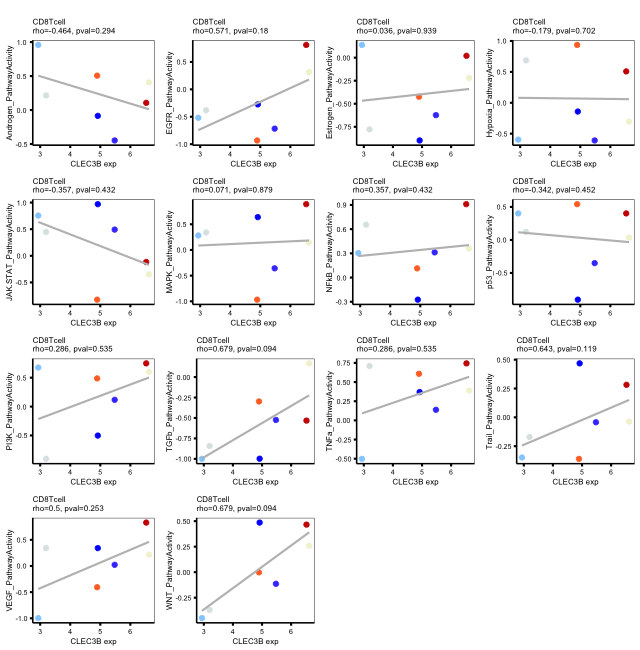 CD8Tcell
rho=-0.464, pval=0.294
Androgen_PathwayActivity
1.0
0.5
0.0
-0.5
3 4 5 6
CLEC3B exp
CD8Tcell
rho=0.571, pval=0.18
EGFR_PathwayActivity
1.0
0.5
0.0
-0.5
-1.0
3 4 5 6
CLEC3B exp
CD8Tcell
rho=0.036, pval=0.939
Estrogen_PathwayActivity
0.00
-0.25
-0.50
-0.75
3 4 5 6
CLEC3B exp
CD8Tcell
rho=-0.179, pval=0.702
Hypoxia_PathwayActivity
1.0
0.5
0.0
-0.5
3 4 5 6
CLEC3B exp
CD8Tcell
rho=-0.357, pval=0.432
JAK.STAT_PathwayActivity
1.0
0.5
0.0
-0.5
3 4 5 6
CLEC3B exp
CD8Tcell
rho=0.071, pval=0.879
MAPK_PathwayActivity
0.5
0.0
-0.5
-1.0
3 4 5 6
CLEC3B exp
CD8Tcell
rho=0.357, pval=0.432
NFkB_PathwayActivity
0.9
0.6
0.3
0.0
-0.3
3 4 5 6
CLEC3B exp
CD8Tcell
rho=-0.342, pval=0.452
p53_PathwayActivity
0.5
0.0
-0.5
3 4 5 6
CLEC3B exp
CD8Tcell
rho=0.286, pval=0.535
PI3K_PathwayActivity
0.5
0.0
-0.5
3 4 5 6
CLEC3B exp
CD8Tcell
rho=0.679, pval=0.094
TGFb_PathwayActivity
0.00
-0.25
-0.50
-0.75
-1.00
3 4 5 6
CLEC3B exp
CD8Tcell
rho=0.286, pval=0.535
TNFa_PathwayActivity
0.75
0.50
0.25
0.00
-0.25
-0.50
3 4 5 6
CLEC3B exp
CD8Tcell
rho=0.643, pval=0.119
Trail_PathwayActivity
0.50
0.25
0.00
-0.25
3 4 5 6
CLEC3B exp
CD8Tcell
rho=0.5, pval=0.253
VEGF_PathwayActivity
0.5
0.0
-0.5
-1.0
3 4 5 6
CLEC3B exp
CD8Tcell
rho=0.679, pval=0.094
WNT_PathwayActivity
0.50
0.25
0.00
-0.25
3 4 5 6
CLEC3B exp